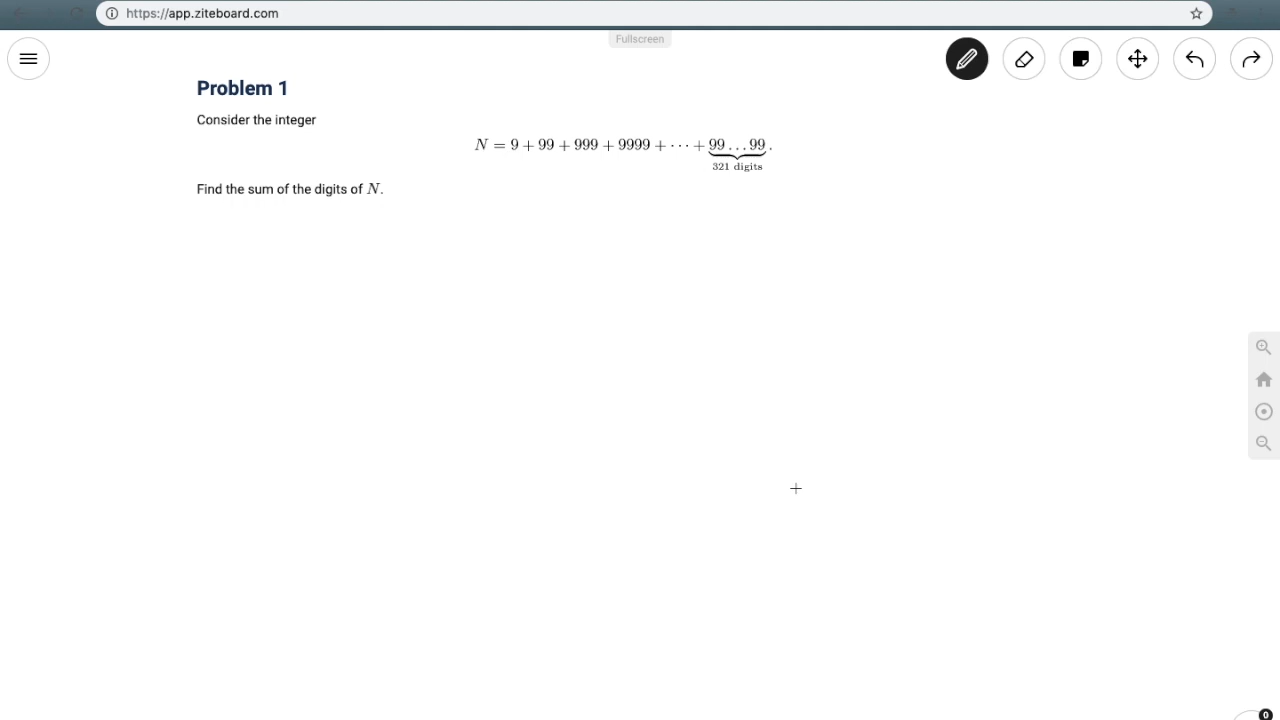 https://app.ziteboard.com
Fullscreen
Problem 1
Consider the integer
N = 9 + 99 + 999 + 9999 + ⋯ + 99…99.
321 digits
Find the sum of the digits of N.
0